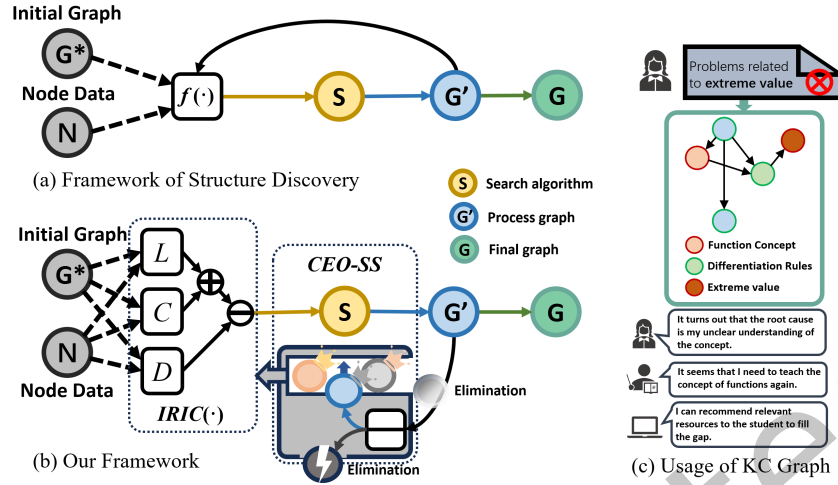 Initial Graph
G*
Node Data
N
f(·)
S
G'
G
(a) Framework of Structure Discovery
S Search algorithm
G' Process graph
G Final graph
Initial Graph
G*
N
Node Data
L
C
D
IRIC(·)
CEO-SS
S
G'
G
Elimination
Elimination
(b) Our Framework
Problems related
to extreme value
Function Concept
Differentiation Rules
Extreme value
It turns out that the root cause
is my unclear understanding of
the concept.
It seems that I need to teach the
concept of functions again.
I can recommend relevant
resources to the student to fill
the gap.
(c) Usage of KC Graph